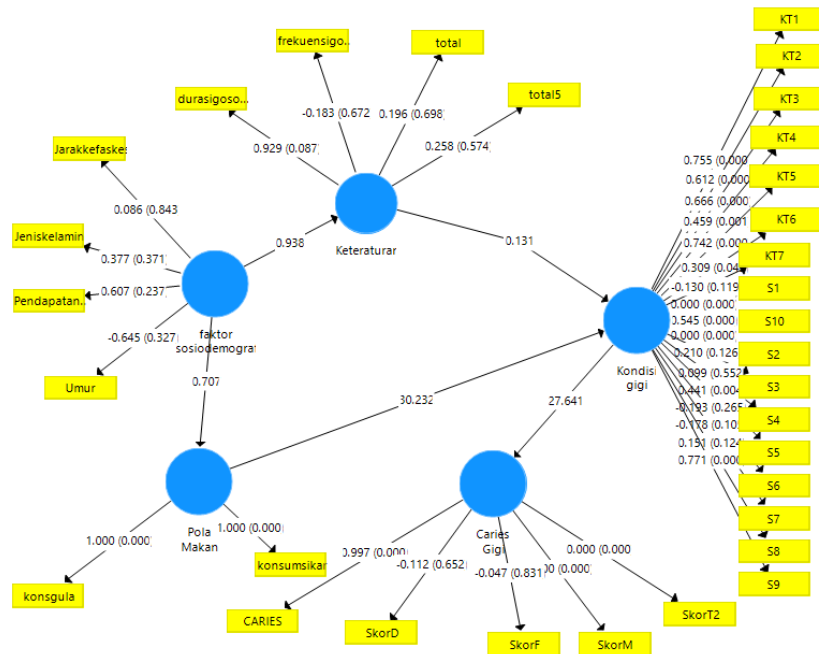 KT1
frekuensigo..
total
KT2
durasigoso...
total5
KT3
Jarakkefaskes
-0.183 (0.672
0.196 (698)
KT4
0.929 (0.087)
0.258 (0.574)
0.755 (0.000
KT5
0.612 (0.000
0.086 (0.843
0.666 (0.000
KT6
0.459 (0.001
Jeniskelamin
0.938
Keteraturar
0.131
0.742 (0.000
0.377 (0.371)
0.309 (0.04
KT7
Pendapatan...
0.607 (0.237)
-0.130 (0.119
S1
0.000 (0.000)
-0.645 (0.327)
faktor
sosiodemograf
0.545 (0.000)
S10
0.000 (0.000)
Umur
Kondisi
gigi
0.210 (0.126)
S2
0.707
0.099 (0.552
S3
30.232
27.641
0.441 (0.004
-0.193 (0.265)
S4
-0.178 (0.10
0.151 (0.124
S5
0.771 (0.000
S6
Pola
Makan
Caries
Gigi
S7
1.000 (0.000)
1.000 (0.000)
konsumsikar
0.997 (0.000)
0.000 (0.000
S8
-0.112 (0.652)
-0.047 (0.831)
(0.000)
konsgula
S9
CARIES
SkorT2
SkorD
SkorF
SkorM